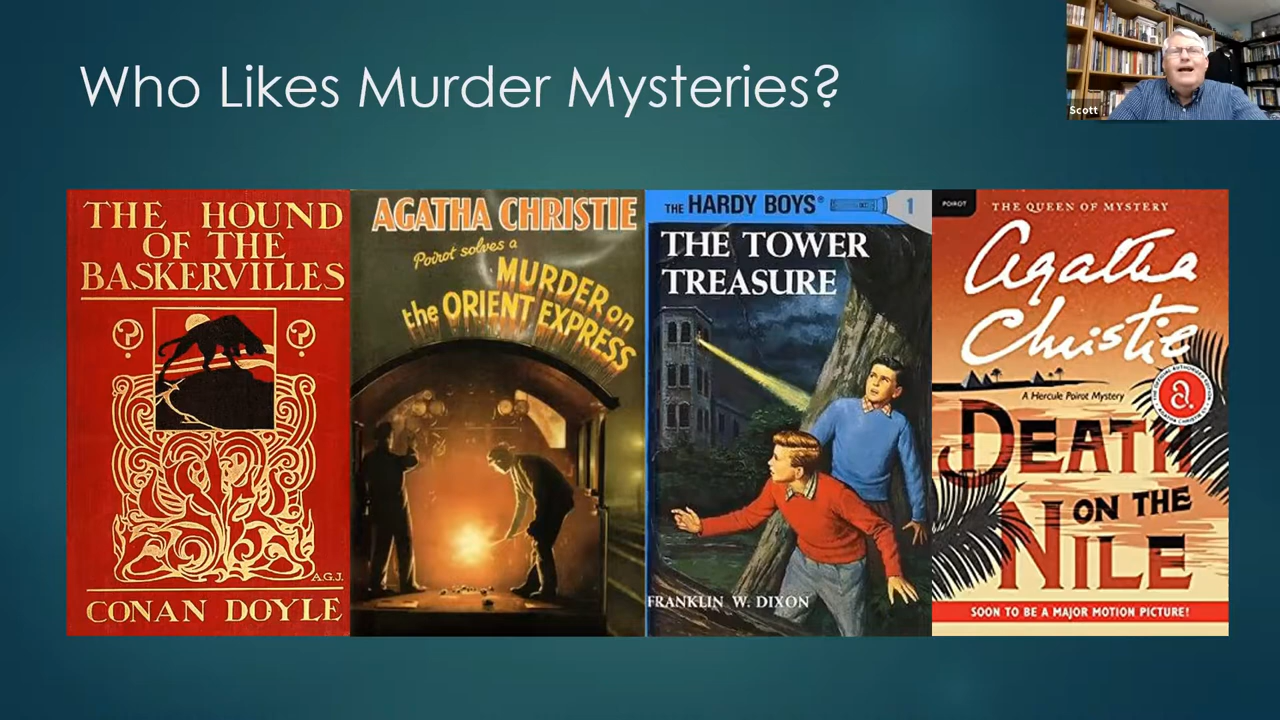 Who Likes Murder Mysteries?
Scott
THE HOUND
OF THE
BASKERVILLES
?
?
A.G.J.
CONAN DOYLE
AGATHA CHRISTIE
Poirot solves a
MURDER on
the ORIENT EXPRESS
THE HARDY BOYS® 1
THE TOWER
TREASURE
FRANKLIN W. DIXON
POIROT
THE QUEEN OF MYSTERY
Agatha
Christie
A Hercule Poirot Mystery
a
DEATH
ON THE
NILE
SOON TO BE A MAJOR MOTION PICTURE!